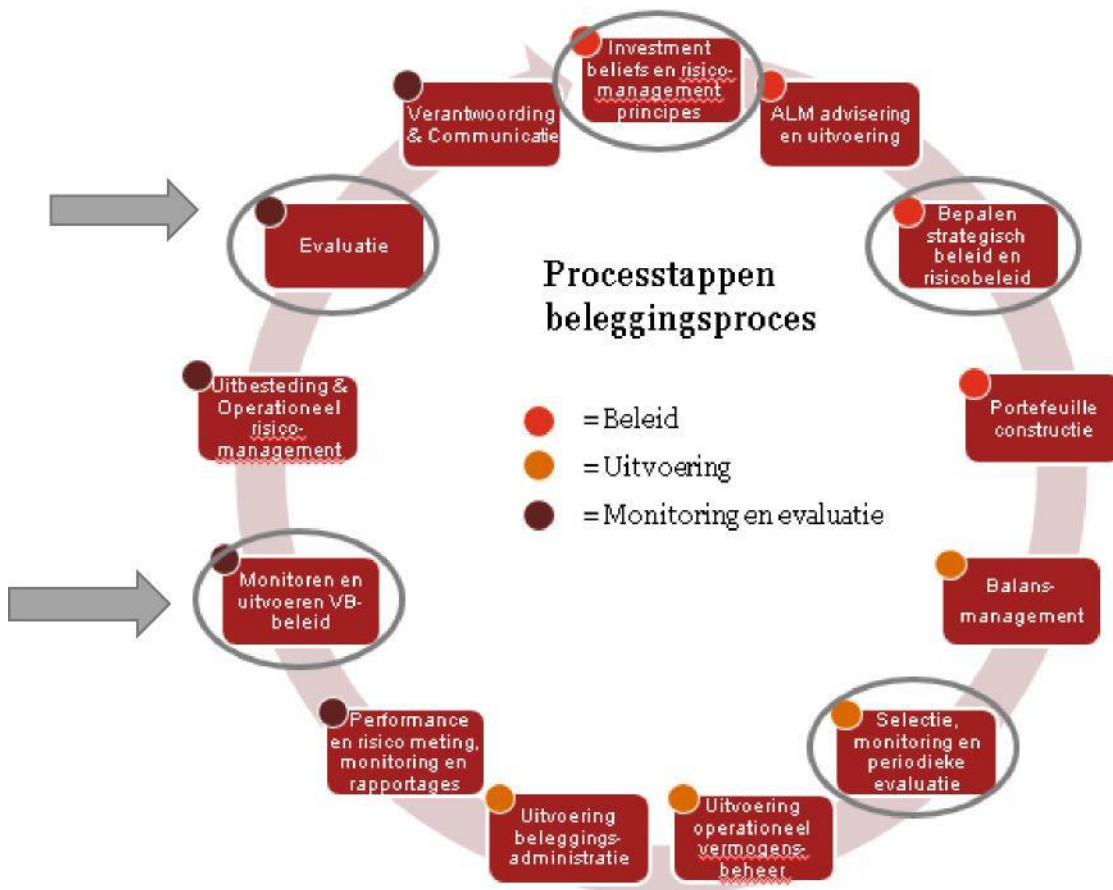 Investment
beliefs en risico-
management
principes
ALM advisering
en uitvoering
Bepalen
strategisch
beleid en
risicobeleid
Portefeuille
constructie
Balans-
management
Selectie,
monitoring en
periodieke
evaluatie
Uitvoering
operationeel
vermogens-
beheer
Uitvoering
beleggings-
administratie
Performance
en risico meting,
monitoring en
rapportages
Monitoren en
uitvoeren VB-
beleid
Uitbesteding &
Operationeel
risico-
management
Evaluatie
Verantwoording
& Communicatie
Processtappen
beleggingsproces
= Beleid
= Uitvoering
= Monitoring en evaluatie